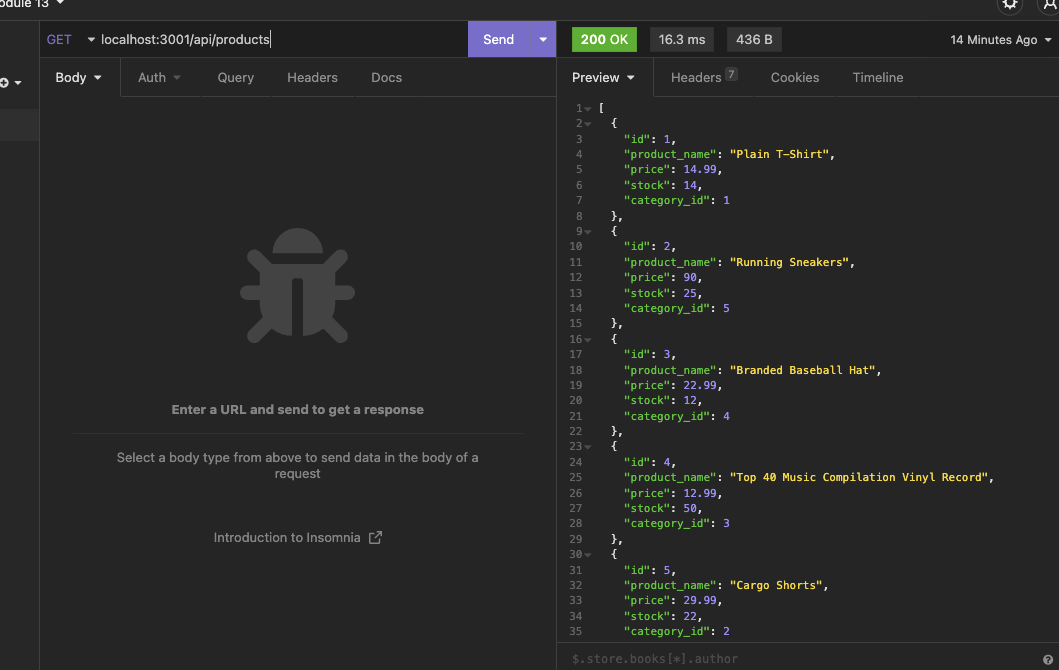 odule 13
GET localhost:3001/api/products Send 200 OK 16.3 ms 436 B 14 Minutes Ago
Body Auth Query Headers Docs Preview Headers 7 Cookies Timeline
Enter a URL and send to get a response
Select a body type from above to send data in the body of a
request
Introduction to Insomnia
1 [
2 {
3 "id": 1,
4 "product_name": "Plain T-Shirt",
5 "price": 14.99,
6 "stock": 14,
7 "category_id": 1
8 },
9 {
10 "id": 2,
11 "product_name": "Running Sneakers",
12 "price": 90,
13 "stock": 25,
14 "category_id": 5
15 },
16 {
17 "id": 3,
18 "product_name": "Branded Baseball Hat",
19 "price": 22.99,
20 "stock": 12,
21 "category_id": 4
22 },
23 {
24 "id": 4,
25 "product_name": "Top 40 Music Compilation Vinyl Record",
26 "price": 12.99,
27 "stock": 50,
28 "category_id": 3
29 },
30 {
31 "id": 5,
32 "product_name": "Cargo Shorts",
33 "price": 29.99,
34 "stock": 22,
35 "category_id": 2
$.store.books[*].author